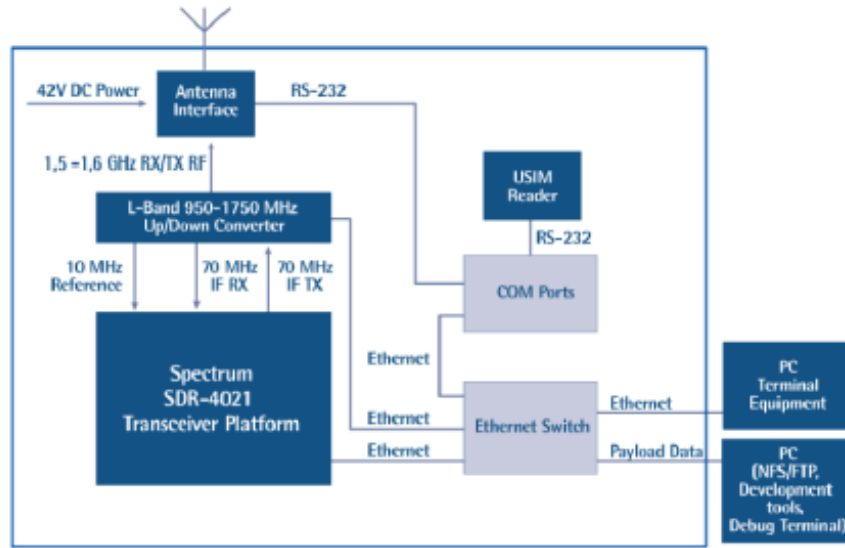 42V DC Power
Antenna
Interface
RS-232
1,5 =1,6 GHz RX/TX RF
USIM
Reader
L-Band 950-1750 MHz
Up/Down Converter
RS-232
10 MHz
Reference
70 MHz
IF RX
70 MHz
IF TX
COM Ports
Spectrum
SDR-4021
Transceiver Platform
Ethernet
PC
Terminal
Equipment
Ethernet
Ethernet
Ethernet Switch
Ethernet
Payload Data
PC
(NFS/FTP,
Development
tools,
Debug Terminal)